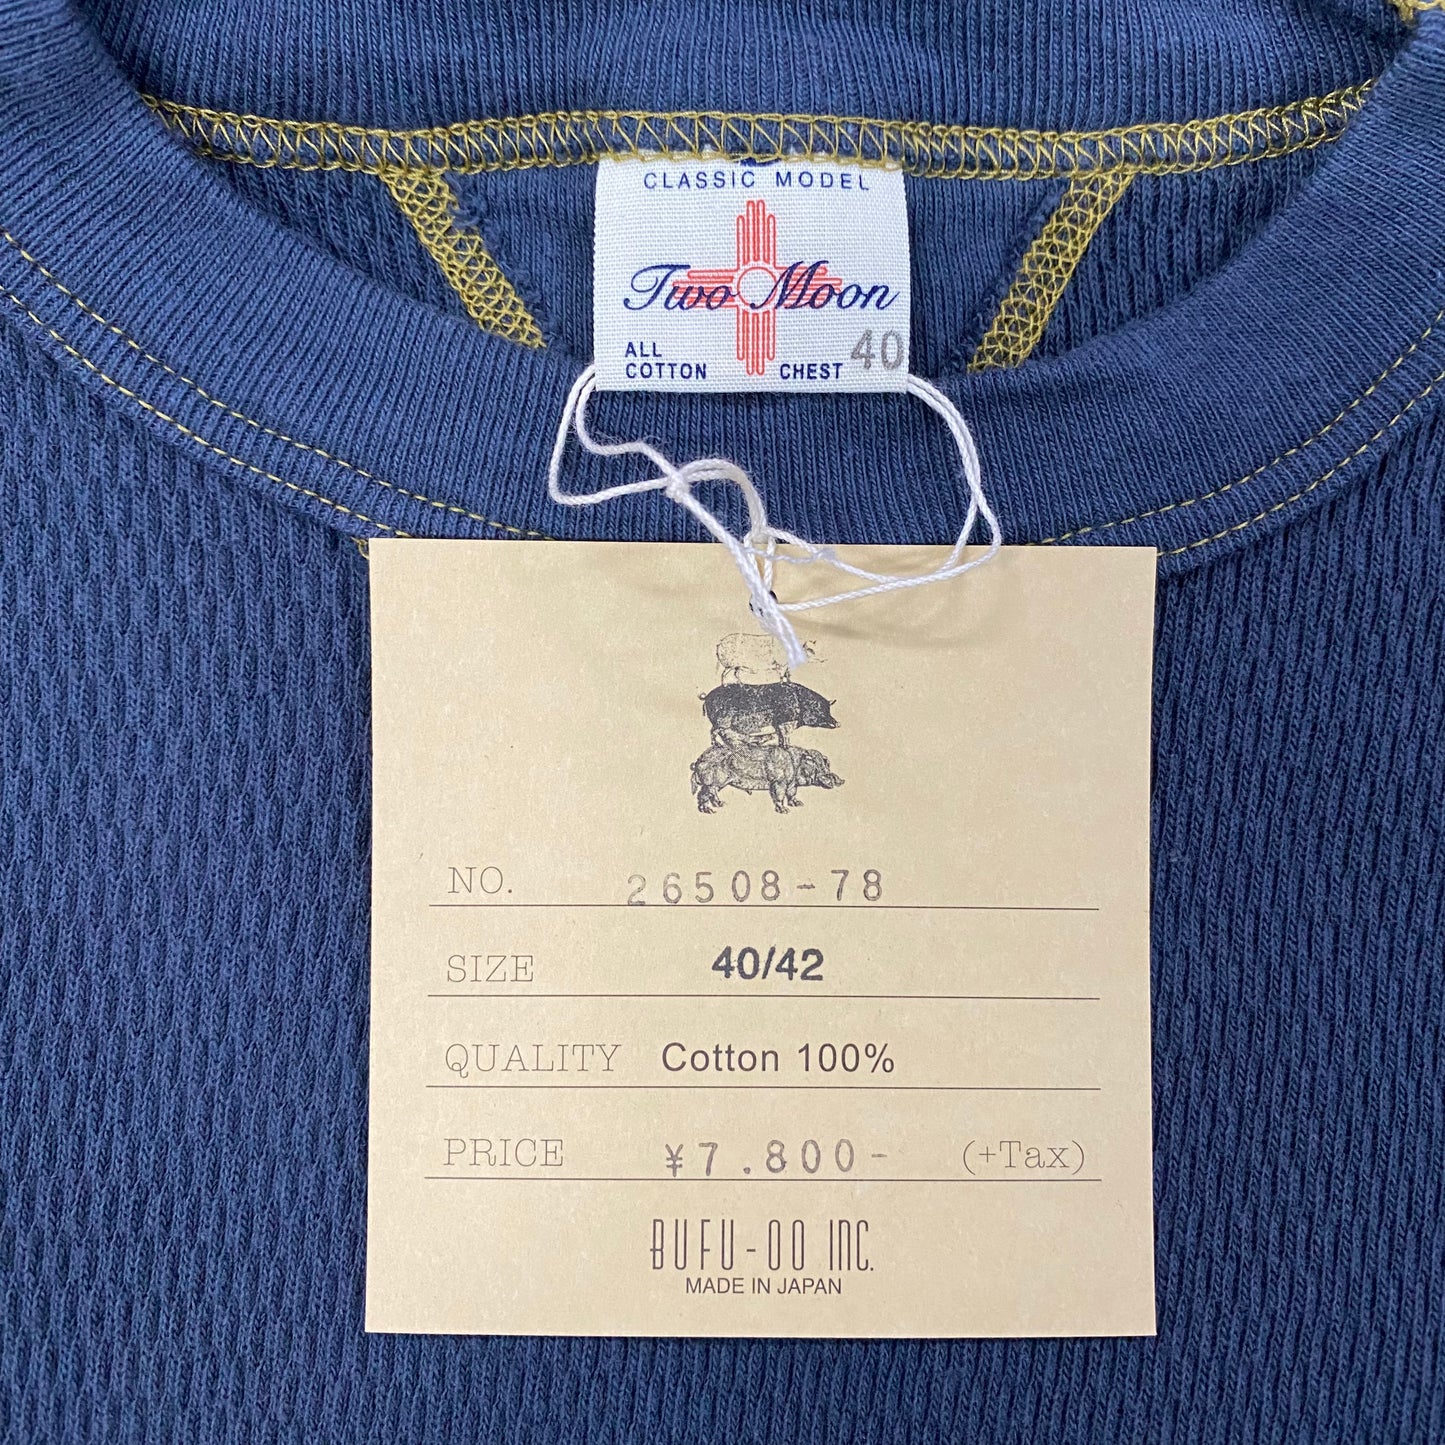 CLASSIC MODEL
Two Moon
ALL
COTTON CHEST 40
NO. 26508-78
SIZE 40/42
QUALITY Cotton 100%
PRICE ¥7.800- (+Tax)
BUFU-OO INC.
MADE IN JAPAN